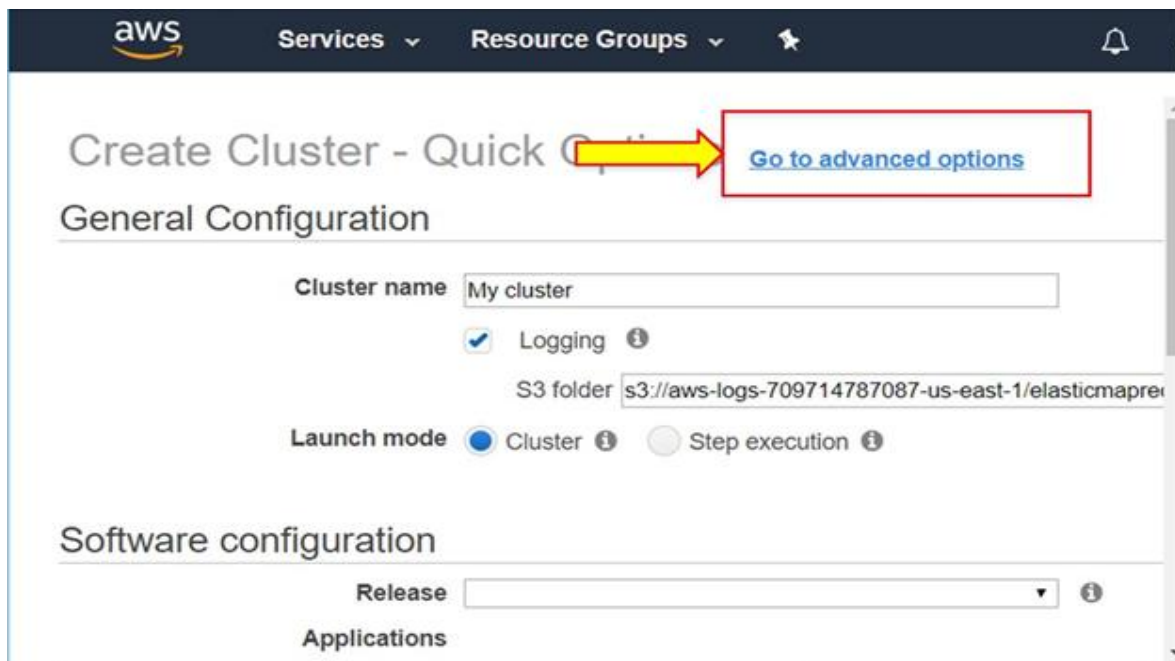 aws Services Resource Groups
Create Cluster - Quick
Go to advanced options
General Configuration
Cluster name My cluster
Logging
S3 folder s3://aws-logs-709714787087-us-east-1/elasticmapred
Launch mode Cluster Step execution
Software configuration
Release
Applications